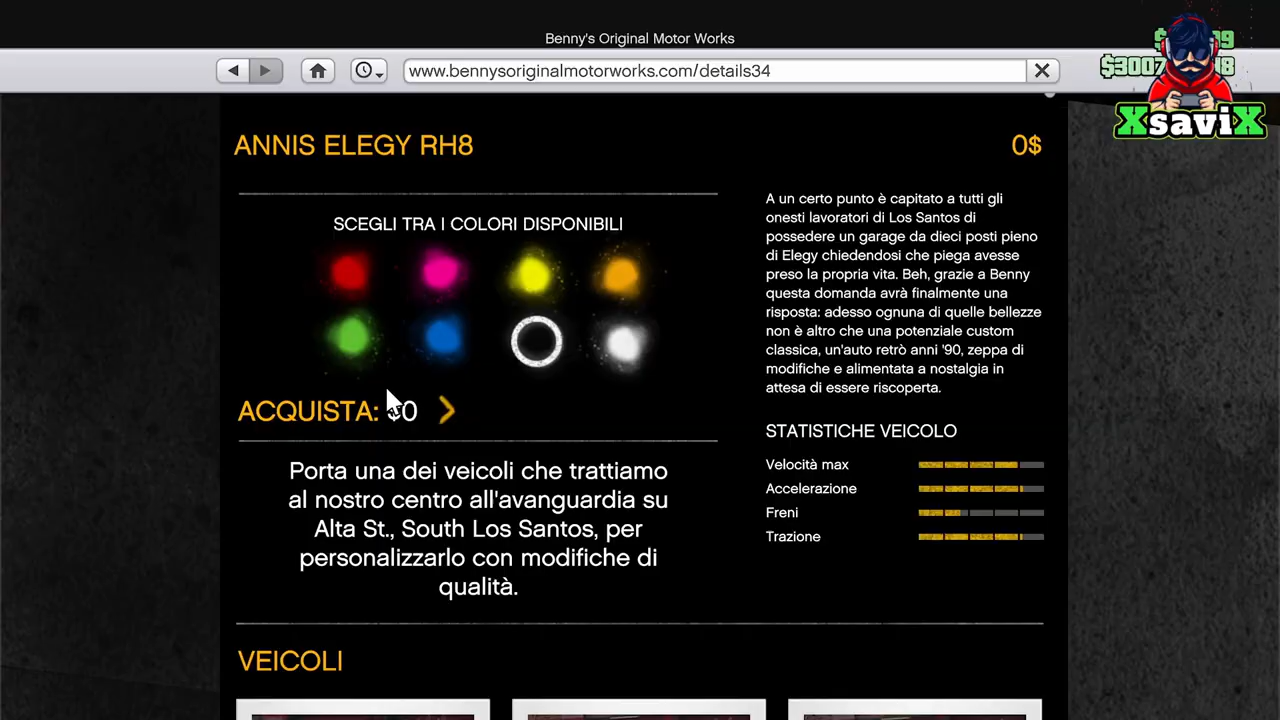 Benny's Original Motor Works
www.bennysoriginalmotorworks.com/details34
XsaviX
ANNIS ELEGY RH8
0$
SCEGLI TRA I COLORI DISPONIBILI
ACQUISTA: $0
Porta una dei veicoli che trattiamo
al nostro centro all'avanguardia su
Alta St., South Los Santos, per
personalizzarlo con modifiche di
qualità.
A un certo punto è capitato a tutti gli
onesti lavoratori di Los Santos di
possedere un garage da dieci posti pieno
di Elegy chiedendosi che piega avesse
preso la propria vita. Beh, grazie a Benny
questa domanda avrà finalmente una
risposta: adesso ognuna di quelle bellezze
non è altro che una potenziale custom
classica, un'auto retrò anni '90, zeppa di
modifiche e alimentata a nostalgia in
attesa di essere riscoperta.
STATISTICHE VEICOLO
Velocità max
Accelerazione
Freni
Trazione
VEICOLI